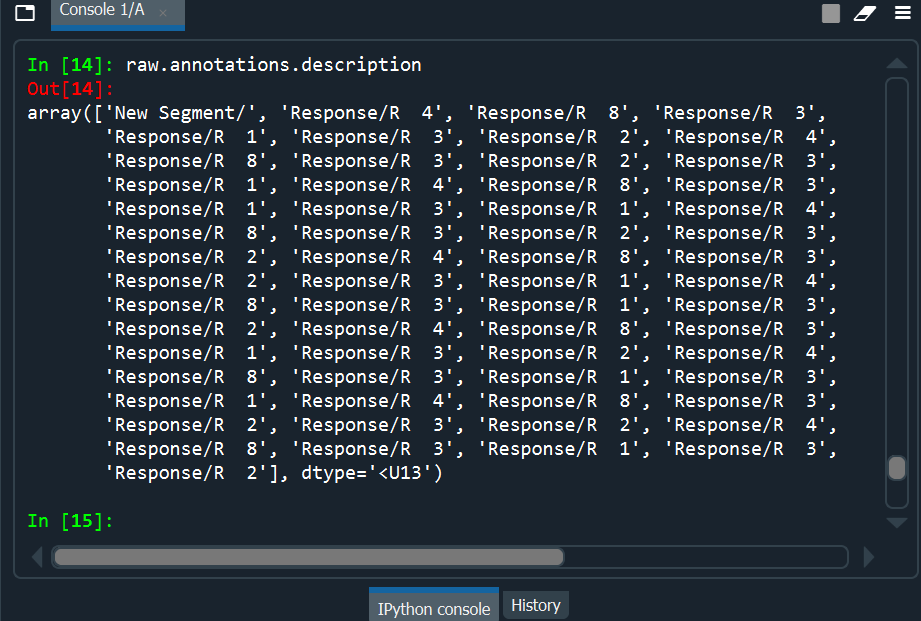 Console 1/A ×
In [14]: raw.annotations.description
Out[14]:
array(['New Segment/', 'Response/R  4', 'Response/R  8', 'Response/R  3',
       'Response/R  1', 'Response/R  3', 'Response/R  2', 'Response/R  4',
       'Response/R  8', 'Response/R  3', 'Response/R  2', 'Response/R  3',
       'Response/R  1', 'Response/R  4', 'Response/R  8', 'Response/R  3',
       'Response/R  1', 'Response/R  3', 'Response/R  1', 'Response/R  4',
       'Response/R  8', 'Response/R  3', 'Response/R  2', 'Response/R  3',
       'Response/R  2', 'Response/R  4', 'Response/R  8', 'Response/R  3',
       'Response/R  2', 'Response/R  3', 'Response/R  1', 'Response/R  4',
       'Response/R  8', 'Response/R  3', 'Response/R  1', 'Response/R  3',
       'Response/R  2', 'Response/R  4', 'Response/R  8', 'Response/R  3',
       'Response/R  1', 'Response/R  3', 'Response/R  2', 'Response/R  4',
       'Response/R  8', 'Response/R  3', 'Response/R  1', 'Response/R  3',
       'Response/R  1', 'Response/R  4', 'Response/R  8', 'Response/R  3',
       'Response/R  2', 'Response/R  3', 'Response/R  2', 'Response/R  4',
       'Response/R  8', 'Response/R  3', 'Response/R  1', 'Response/R  3',
       'Response/R  2'], dtype='<U13')
In [15]:
IPython console History